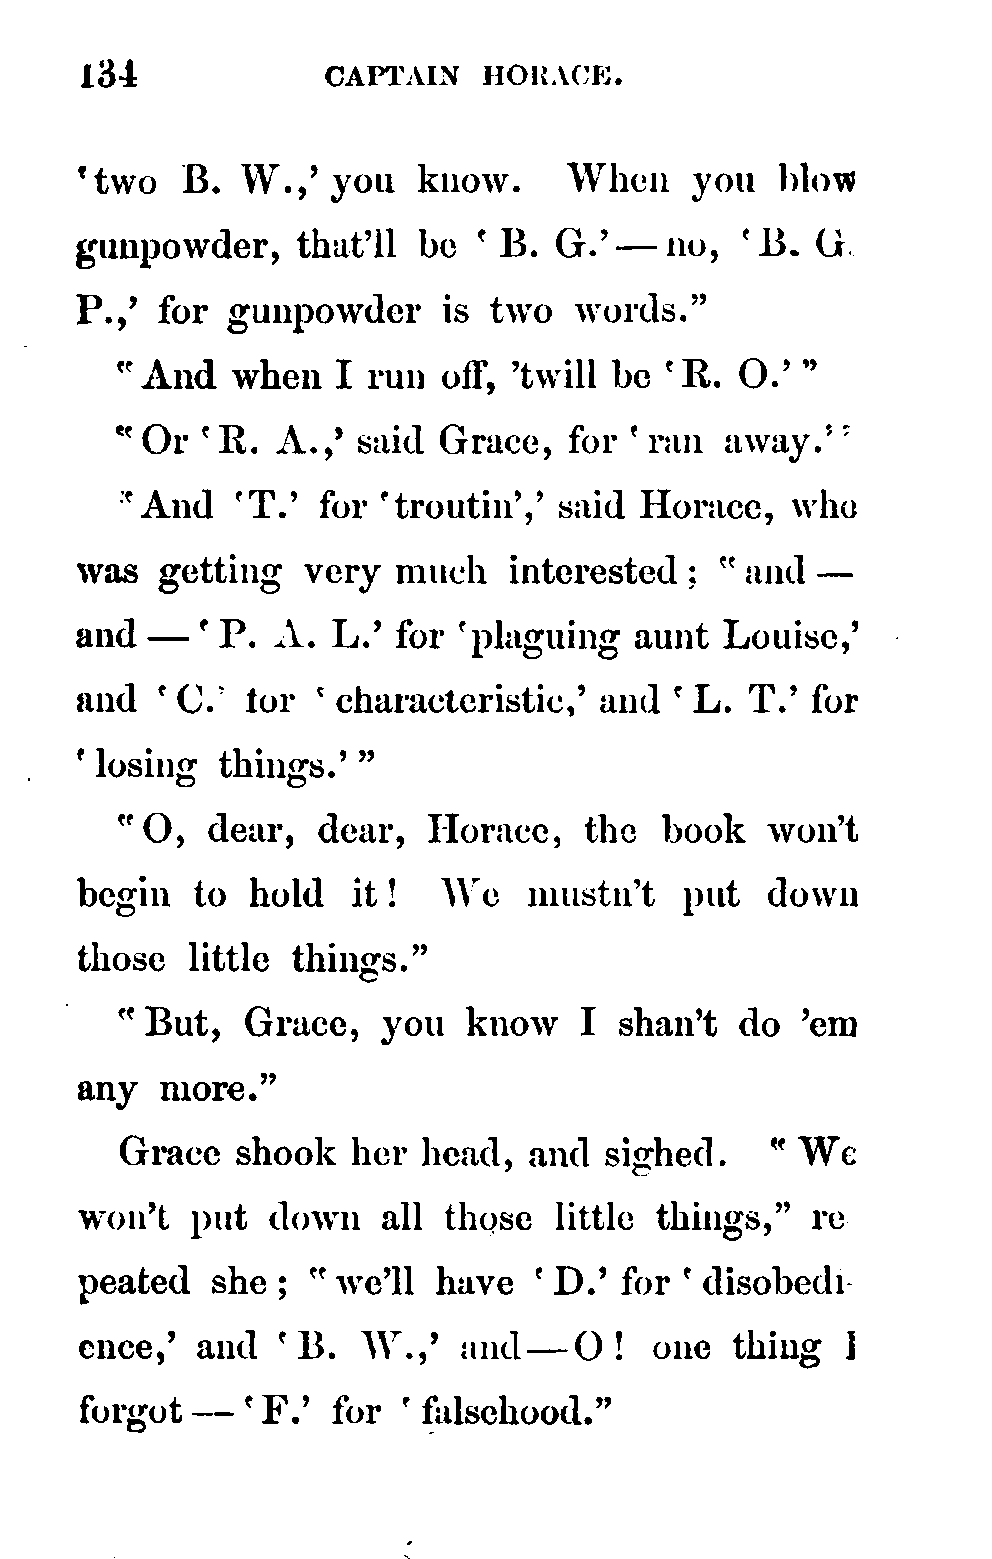 134 CAPTAIN HORACE.
'two B. W.,' you know. When you blow
gunpowder, that'll be 'B. G.'—no, 'B. G.
P.,' for gunpowder is two words."
"And when I run off, 'twill be 'R. O.'"
"Or 'R. A.,' said Grace, for 'ran away.'"
"And 'T.' for 'troutin',' said Horace, who
was getting very much interested; "and—
and—'P. A. L.' for 'plaguing aunt Louise,'
and 'C.' for 'characteristic,' and 'L. T.' for
'losing things.'"
"O, dear, dear, Horace, the book won't
begin to hold it! We mustn't put down
those little things."
"But, Grace, you know I shan't do 'em
any more."
Grace shook her head, and sighed. "We
won't put down all those little things," re
peated she; "we'll have 'D.' for 'disobedi-
ence,' and 'B. W.,' and—O! one thing I
forgot—'F.' for 'falsehood."